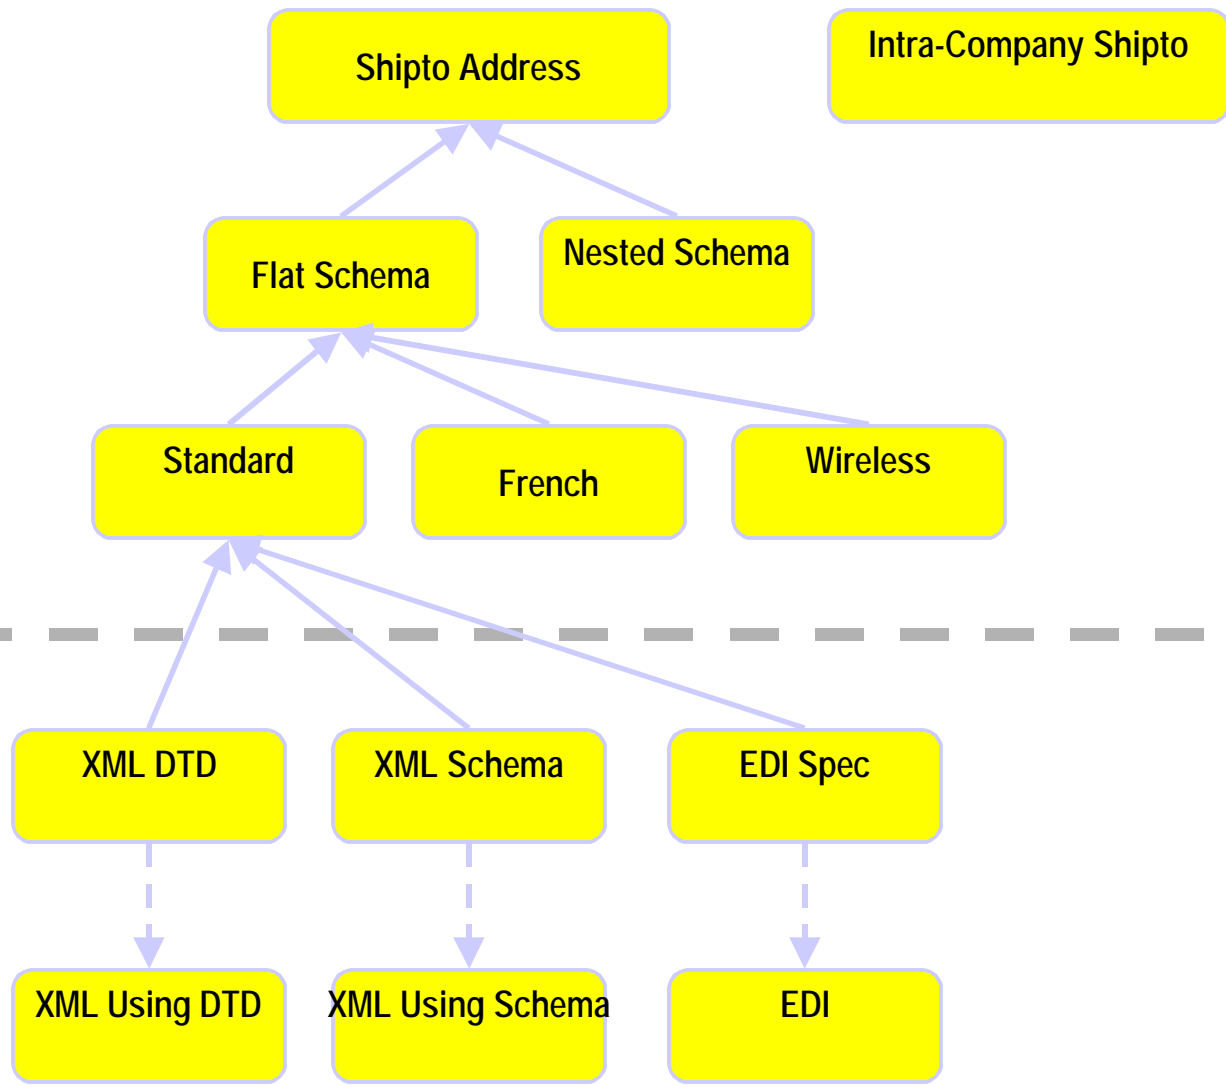 Shipto Address
Intra-Company Shipto
Flat Schema
Nested Schema
Standard
French
Wireless
XML DTD
XML Schema
EDI Spec
XML Using DTD
XML Using Schema
EDI